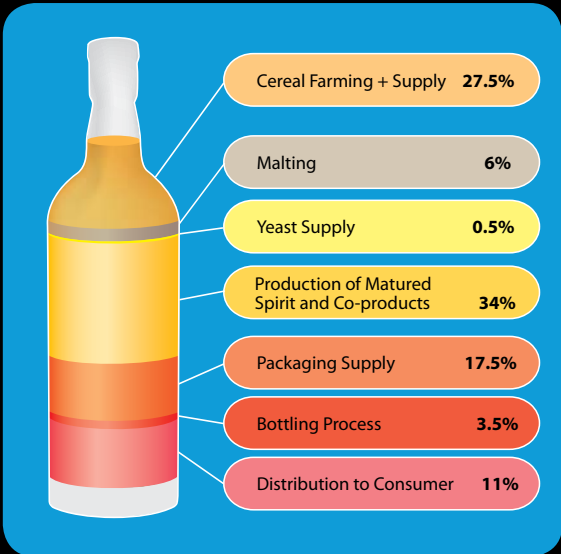 Cereal Farming + Supply 27.5%
Malting 6%
Yeast Supply 0.5%
Production of Matured
Spirit and Co-products 34%
Packaging Supply 17.5%
Bottling Process 3.5%
Distribution to Consumer 11%